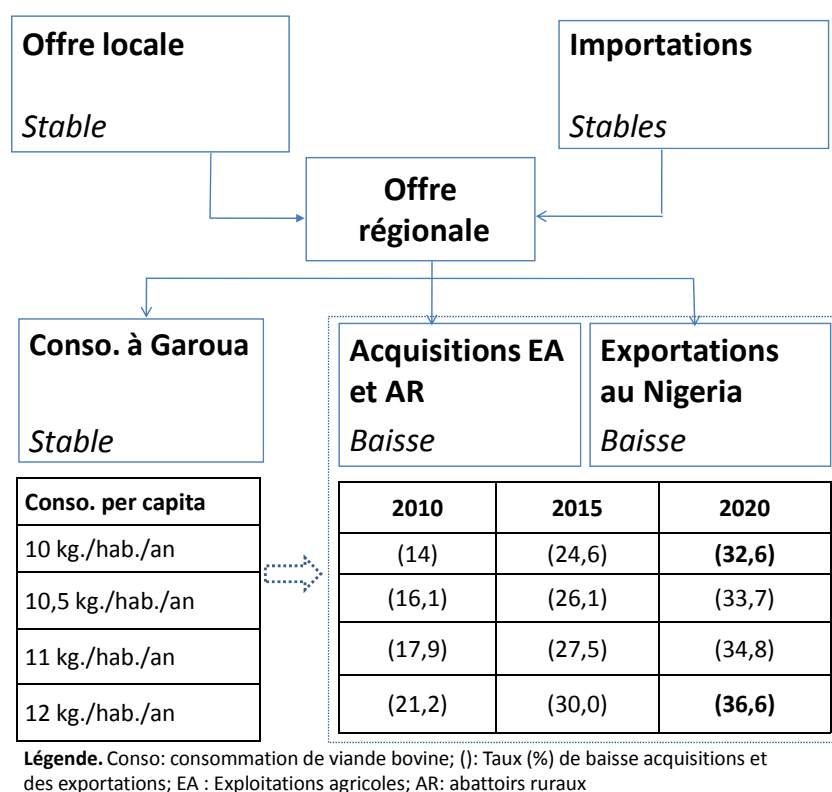 Offre locale
Stable
Importations
Stables
Offre
régionale
Conso. à Garoua
Stable
Acquisitions EA
et AR
Baisse
Exportations
au Nigeria
Baisse
Conso. per capita
10 kg./hab./an
10,5 kg./hab./an
11 kg./hab./an
12 kg./hab./an
2010 2015 2020
(14) (24,6) (32,6)
(16,1) (26,1) (33,7)
(17,9) (27,5) (34,8)
(21,2) (30,0) (36,6)
Légende. Conso: consommation de viande bovine; (): Taux (%) de baisse acquisitions et
des exportations; EA : Exploitations agricoles; AR: abattoirs ruraux